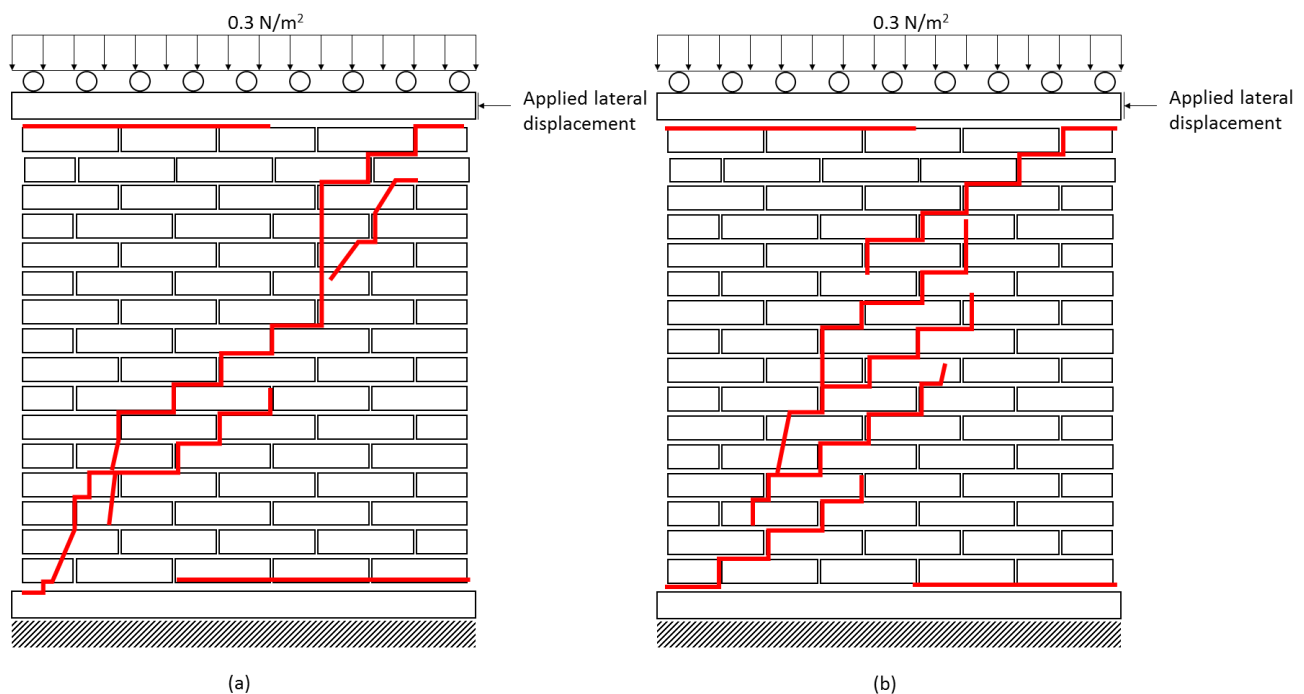 0.3 N/m²
Applied lateral
displacement
(a)
0.3 N/m²
Applied lateral
displacement
(b)